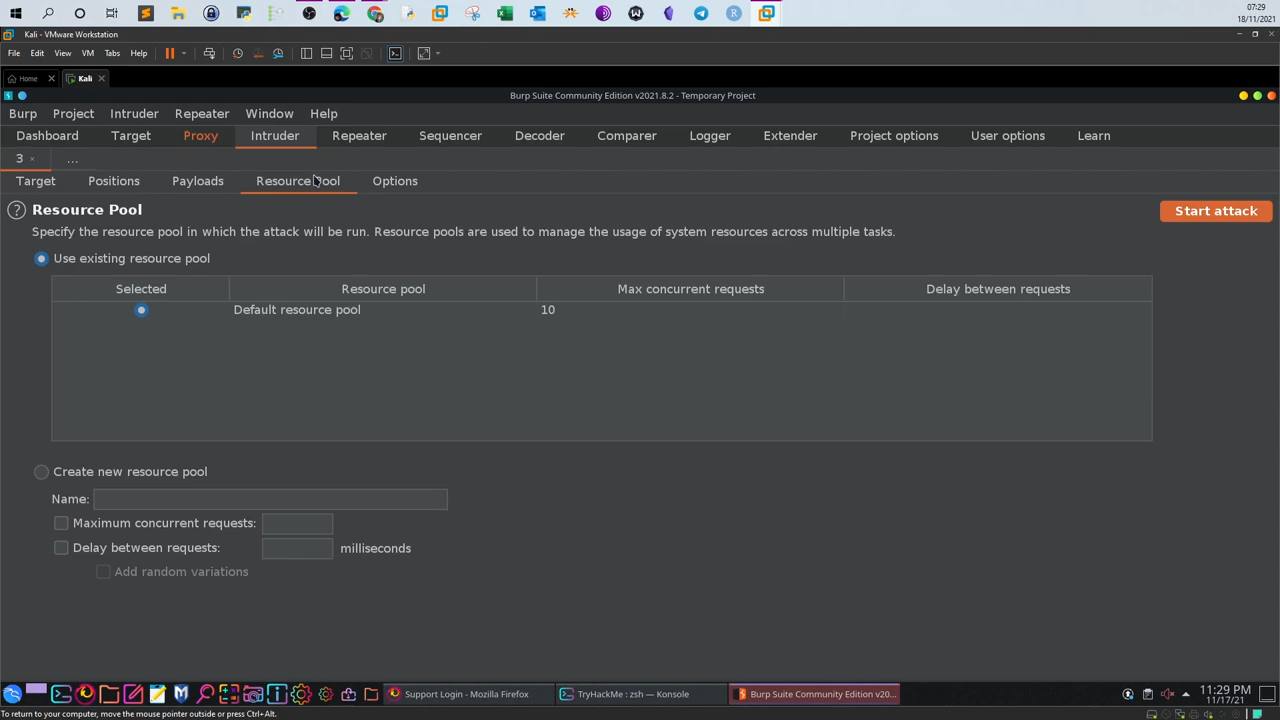 07:29
18/11/2021
Kali - VMware Workstation
File Edit View VM Tabs Help
Home Kali
Burp Suite Community Edition v2021.8.2 - Temporary Project
Burp Project Intruder Repeater Window Help
Dashboard Target Proxy Intruder Repeater Sequencer Decoder Comparer Logger Extender Project options User options Learn
3 × ...
Target Positions Payloads Resource Pool Options
? Resource Pool
Start attack
Specify the resource pool in which the attack will be run. Resource pools are used to manage the usage of system resources across multiple tasks.
Use existing resource pool
Selected Resource pool Max concurrent requests Delay between requests
Default resource pool 10
Create new resource pool
Name:
Maximum concurrent requests:
Delay between requests: milliseconds
Add random variations
Support Login - Mozilla Firefox TryHackMe : zsh — Konsole Burp Suite Community Edition v20...
11:29 PM
11/17/21
To return to your computer, move the mouse pointer outside or press Ctrl+Alt.